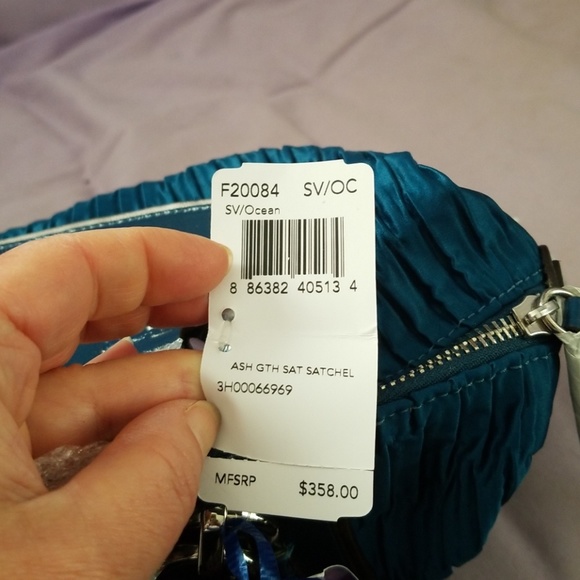 F20084 SV/OC
SV/Ocean
8 86382 40513 4
ASH GTH SAT SATCHEL
3H00066969
MFSRP $358.00